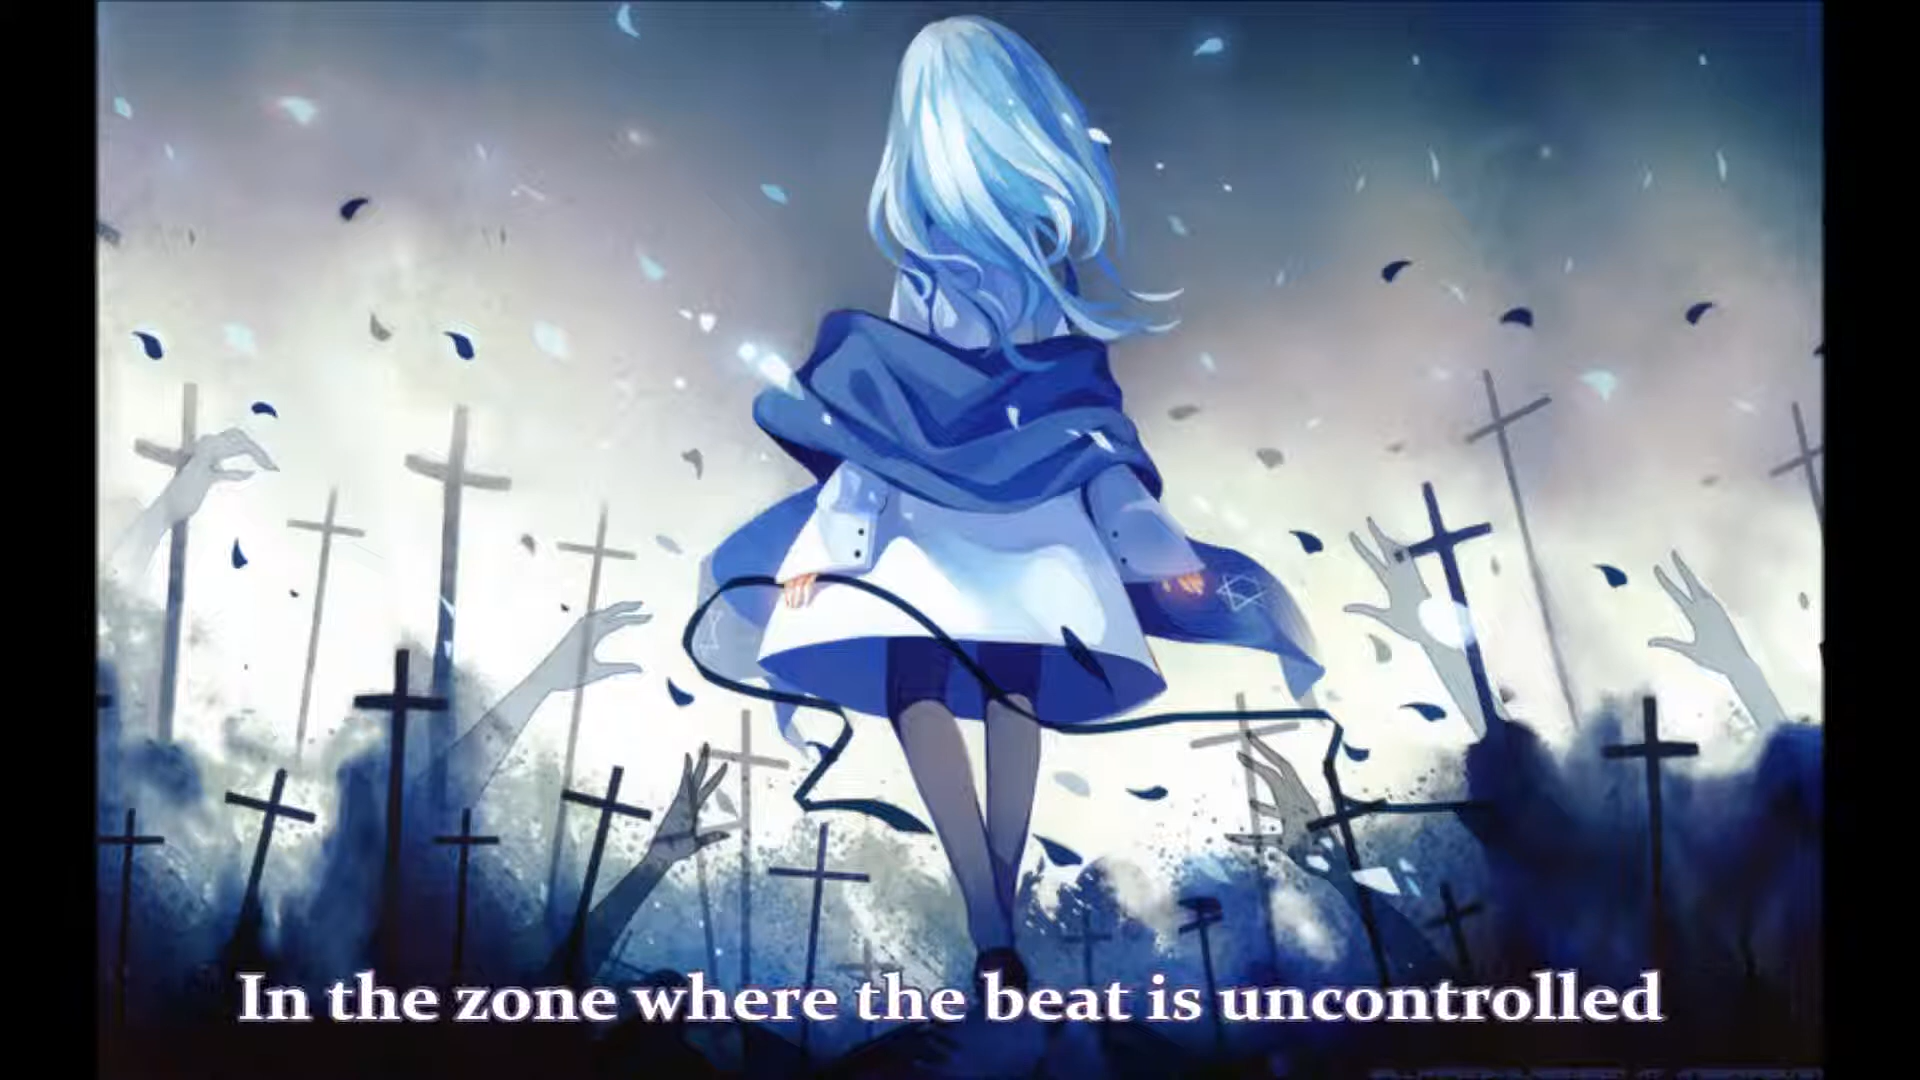 In the zone where the beat is uncontrolled